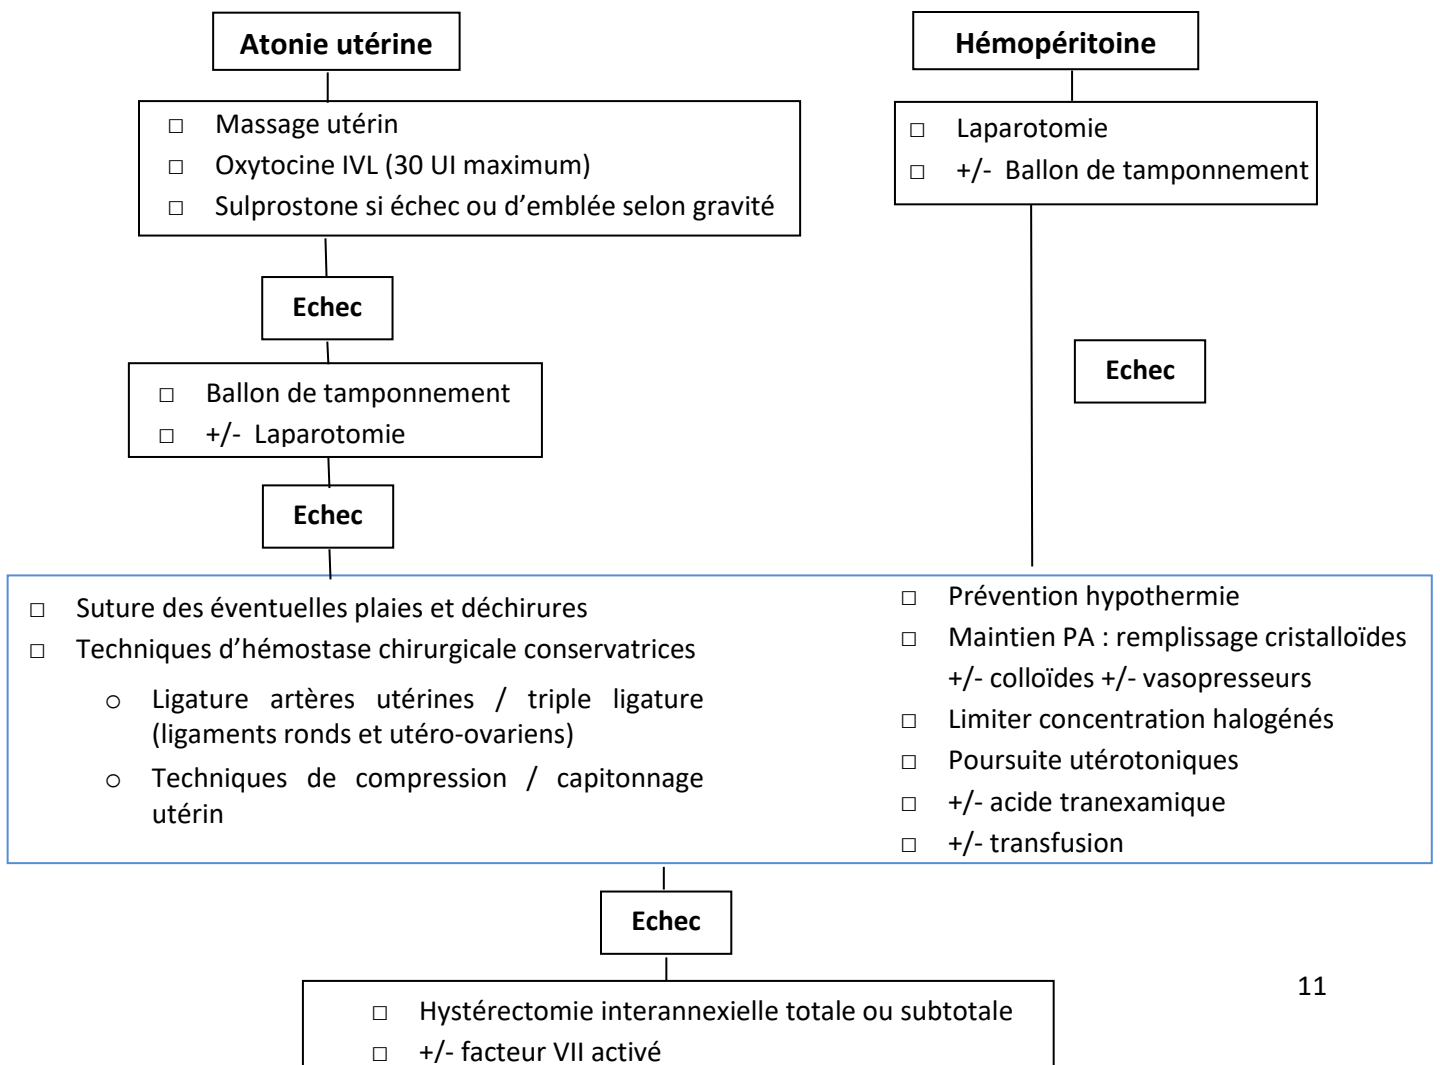 Atonie utérine
□ Massage utérin
□ Oxytocine IVL (30 UI maximum)
□ Sulprostone si échec ou d’emblée selon gravité
Echec
□ Ballon de tamponnement
□ +/- Laparotomie
Echec
Hémopéritoine
□ Laparotomie
□ +/- Ballon de tamponnement
Echec
□ Suture des éventuelles plaies et déchirures
□ Techniques d’hémostase chirurgicale conservatrices
o Ligature artères utérines / triple ligature
(ligaments ronds et utéro-ovariens)
o Techniques de compression / capitonnage
utérin
□ Prévention hypothermie
□ Maintien PA : remplissage cristalloïdes
+/- colloïdes +/- vasopresseurs
□ Limiter concentration halogénés
□ Poursuite utérotoniques
□ +/- acide tranexamique
□ +/- transfusion
Echec
□ Hystérectomie interannexielle totale ou subtotale
□ +/- facteur VII activé
11